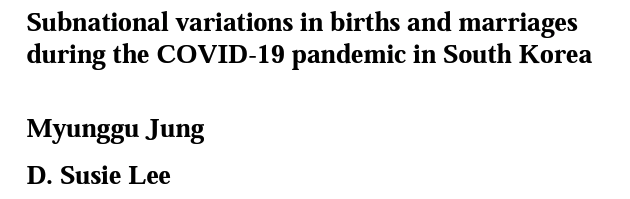 Subnational variations in births and marriages
during the COVID-19 pandemic in South Korea
Myunggu Jung
D. Susie Lee